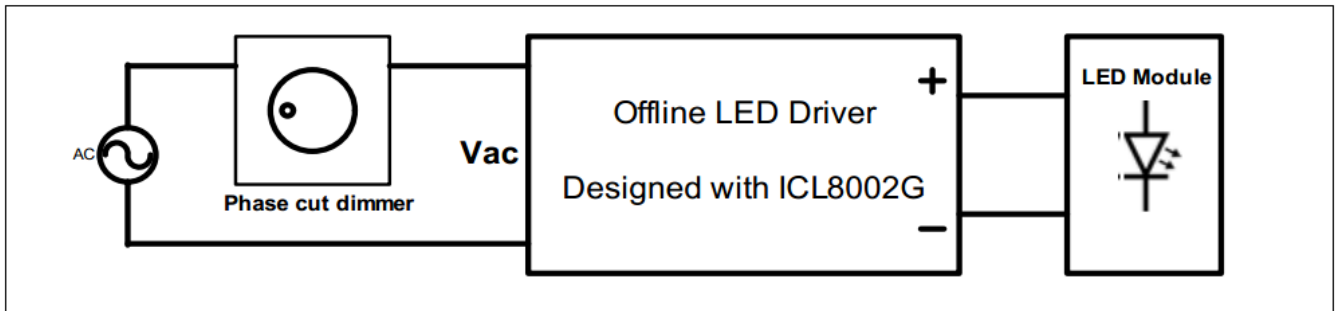 AC
Phase cut dimmer
Vac
Offline LED Driver
Designed with ICL8002G
+
−
LED Module